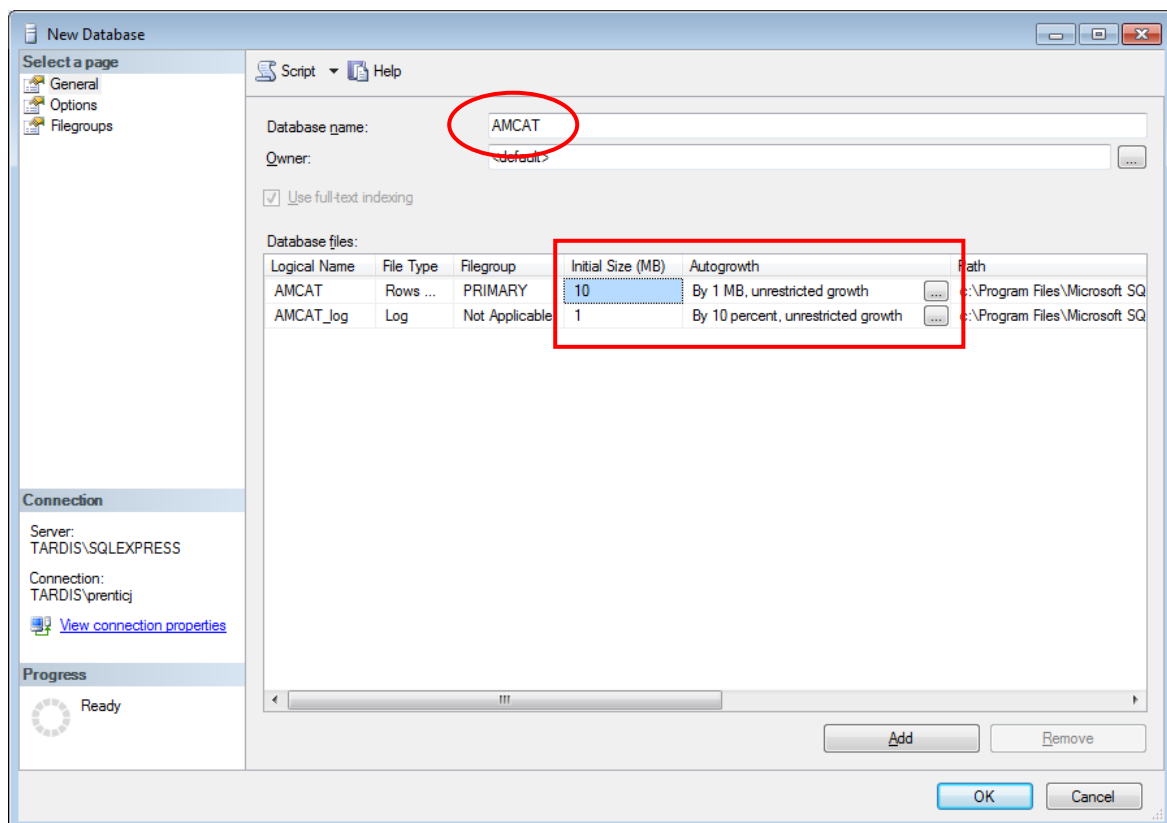 New Database
Select a page
General
Options
Filegroups
Script Help
Database name: AMCAT
Owner: <default> ...
Use full-text indexing
Database files:
Logical Name File Type Filegroup Initial Size (MB) Autogrowth Path
AMCAT Rows ... PRIMARY 10 By 1 MB, unrestricted growth ... c:\Program Files\Microsoft SQ
AMCAT_log Log Not Applicable 1 By 10 percent, unrestricted growth ... c:\Program Files\Microsoft SQ
Connection
Server:
TARDIS\SQLEXPRESS
Connection:
TARDIS\prenticj
View connection properties
Progress
Ready
Add Remove
OK Cancel